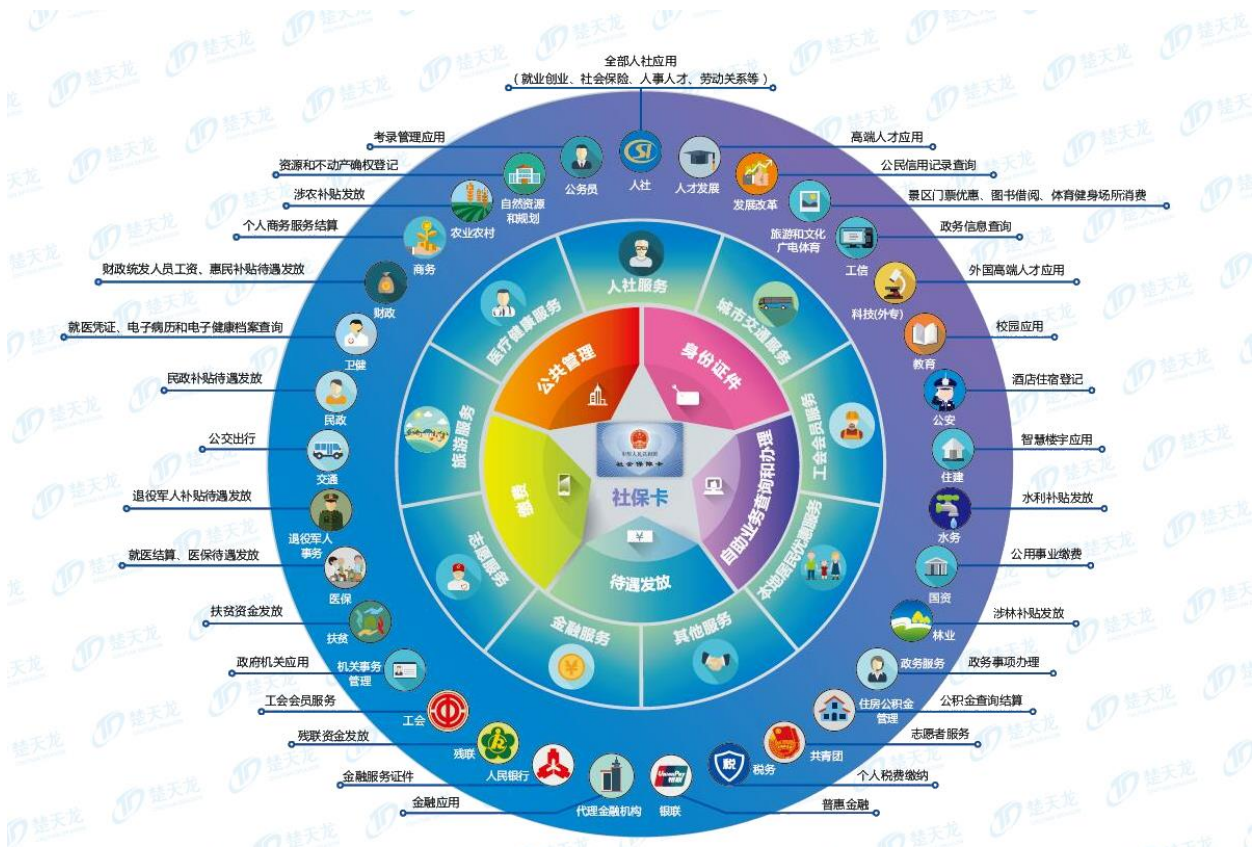 全部人社应用
（就业创业、社会保险、人事人才、劳动关系等）
考录管理应用
高端人才应用
资源和不动产确权登记
公民信用记录查询
涉农补贴发放
景区门票优惠、图书借阅、体育健身场所消费
个人商务服务结算
政务信息查询
财政统发人员工资、惠民补贴待遇发放
外国高端人才应用
就医凭证、电子病历和电子健康档案查询
校园应用
民政补贴待遇发放
酒店住宿登记
公交出行
智慧楼宇应用
退役军人补贴待遇发放
水利补贴发放
就医结算、医保待遇发放
公用事业缴费
扶贫资金发放
涉林补贴发放
政府机关应用
政务事项办理
工会会员服务
公积金查询结算
残联资金发放
志愿者服务
金融服务证件
个人税费缴纳
金融应用
普惠金融
人社
人才发展
发展改革
旅游和文化
广电体育
工信
科技(外专)
教育
公安
住建
水务
国资
林业
政务服务
住房公积金
管理
共青团
税务
税
银联
UnionPay
代理金融机构
人民银行
残联
工会
机关事务
管理
扶贫
医保
退役军人
事务
交通
民政
卫健
财政
商务
农业农村
自然资源
和规划
公务员
人社服务
城市交通服务
工会会员服务
本地居民优惠服务
其他服务
金融服务
志愿服务
旅游服务
医疗健康服务
公共管理
身份证件
自助业务查询和办理
待遇发放
缴费
中华人民共和国
社会保障卡
社保卡
楚天龙